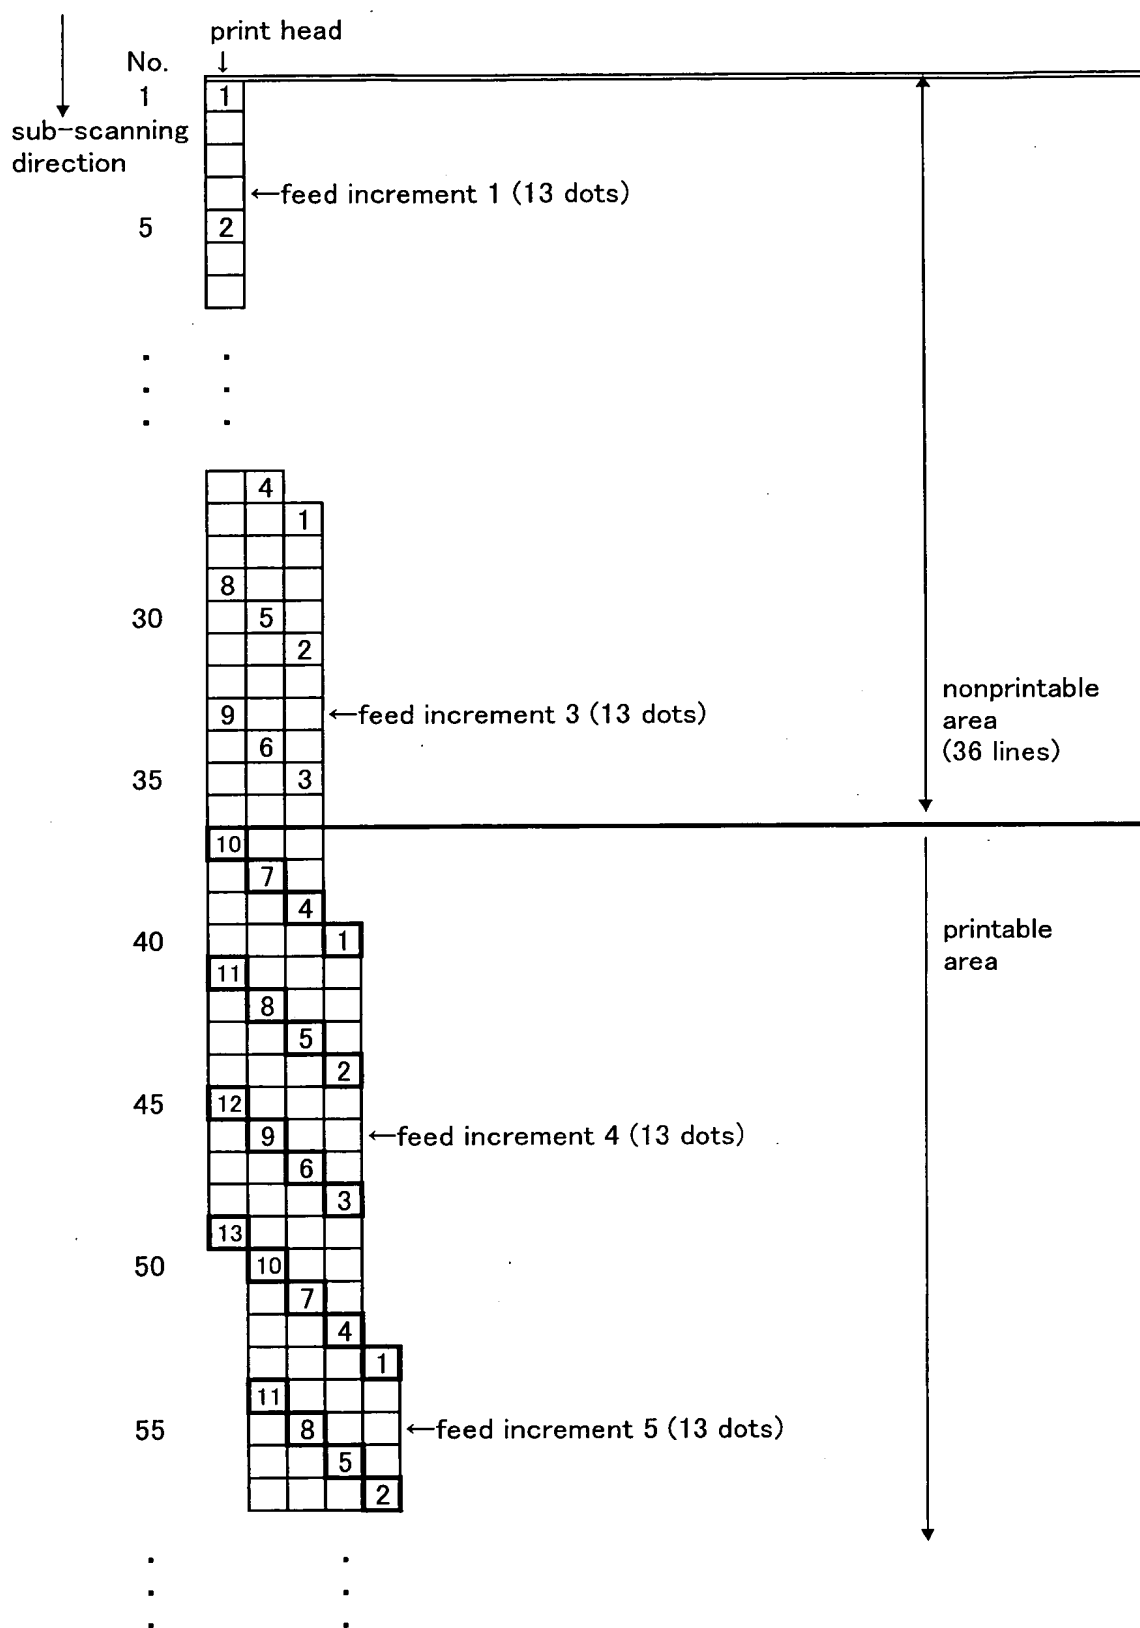 print head
No. ↓
1 1
sub-scanning
direction
←feed increment 1 (13 dots)
5 2
4
1
8
30 5
2
nonprintable
area
(36 lines)
9 ←feed increment 3 (13 dots)
6
35 3
10
7
4
40 1
printable
area
11
8
5
2
45 12
9 ←feed increment 4 (13 dots)
6
3
13
50 10
7
4
1
11
55 8 ←feed increment 5 (13 dots)
5
2